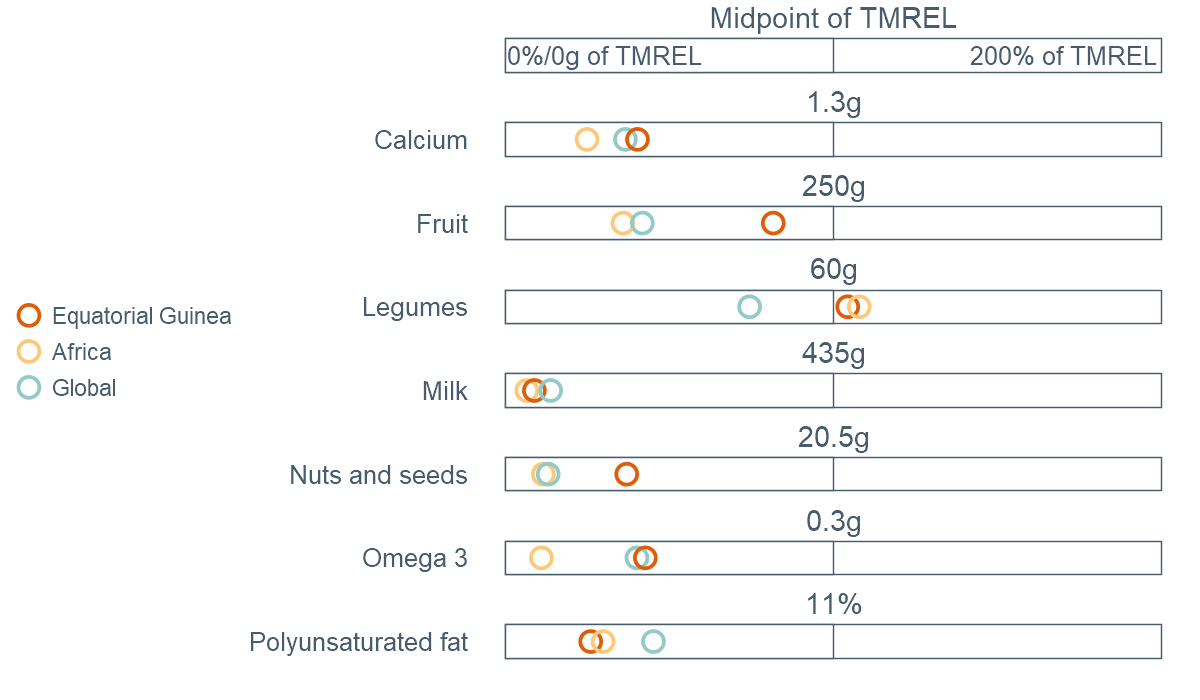 Midpoint of TMREL
0%/0g of TMREL
200% of TMREL
1.3g
Calcium
250g
Fruit
60g
Legumes
435g
Milk
20.5g
Nuts and seeds
0.3g
Omega 3
11%
Polyunsaturated fat
Equatorial Guinea
Africa
Global